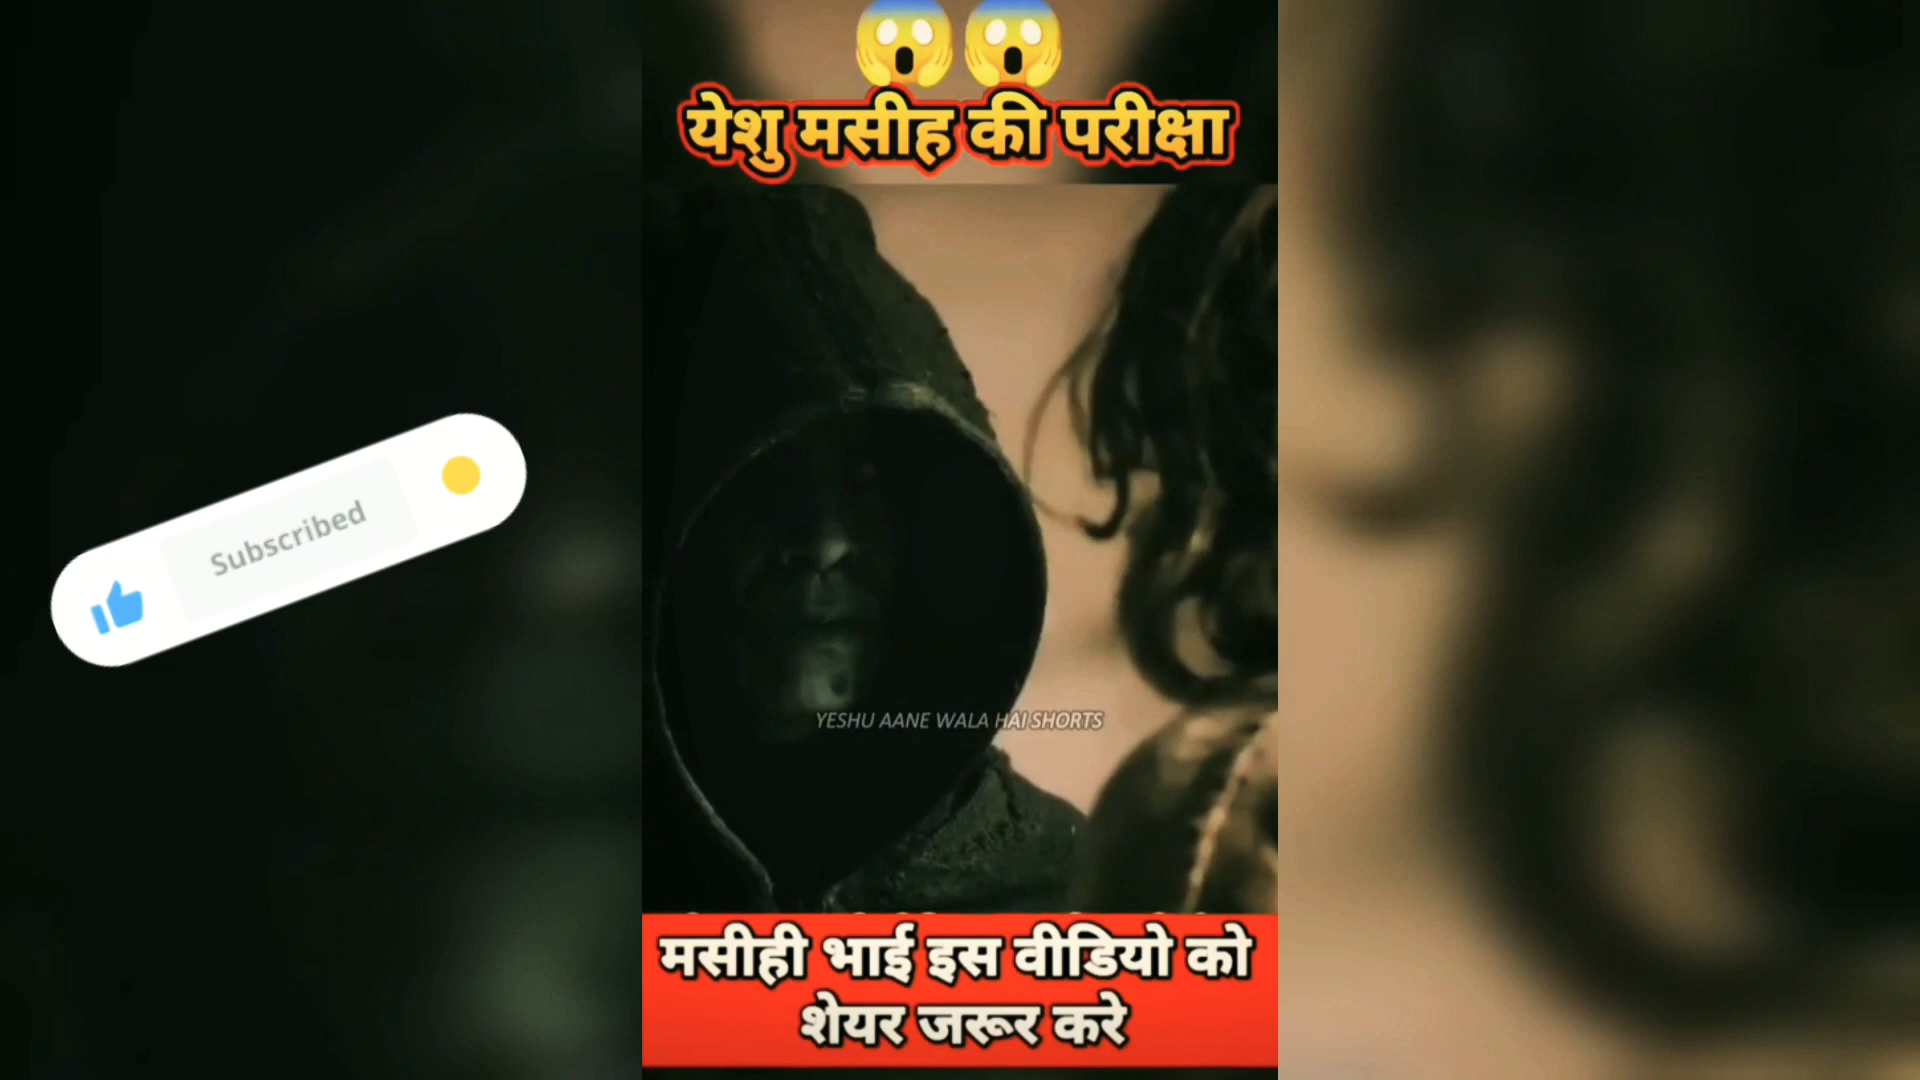 येशु मसीह की परीक्षा
Subscribed
YESHU AANE WALA HAI SHORTS
मसीही भाई इस वीडियो को
शेयर जरूर करे